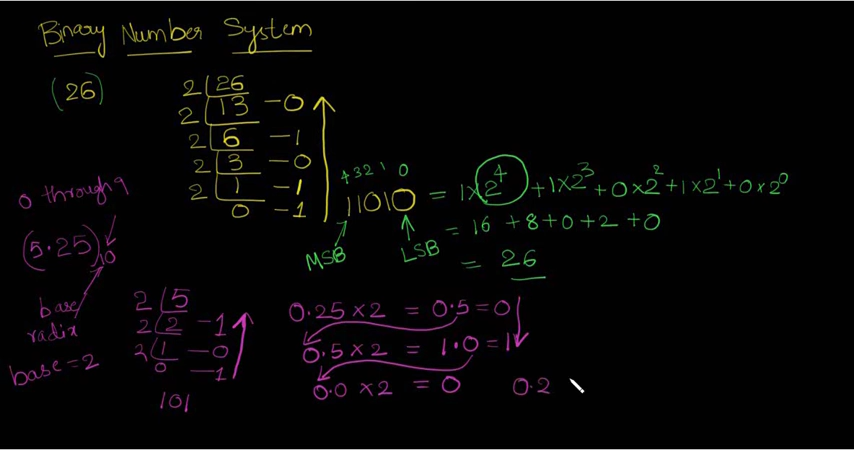 Binary Number System
(26)
2 26
2 13 - 0
2 6 - 1
2 3 - 0
2 1 - 1
0 - 1
4 3 2 1 0
11010 = 1×2⁴ + 1×2³ + 0×2² + 1×2¹ + 0×2⁰
= 16 + 8 + 0 + 2 + 0
= 26
MSB
LSB
0 through 9
(5.25)10
base/
radix
base = 2
2 5
2 2 - 1
2 1 - 0
0 - 1
101
0.25 × 2 = 0.5 = 0
0.5 × 2 = 1.0 = 1
0.0 × 2 = 0
0.2